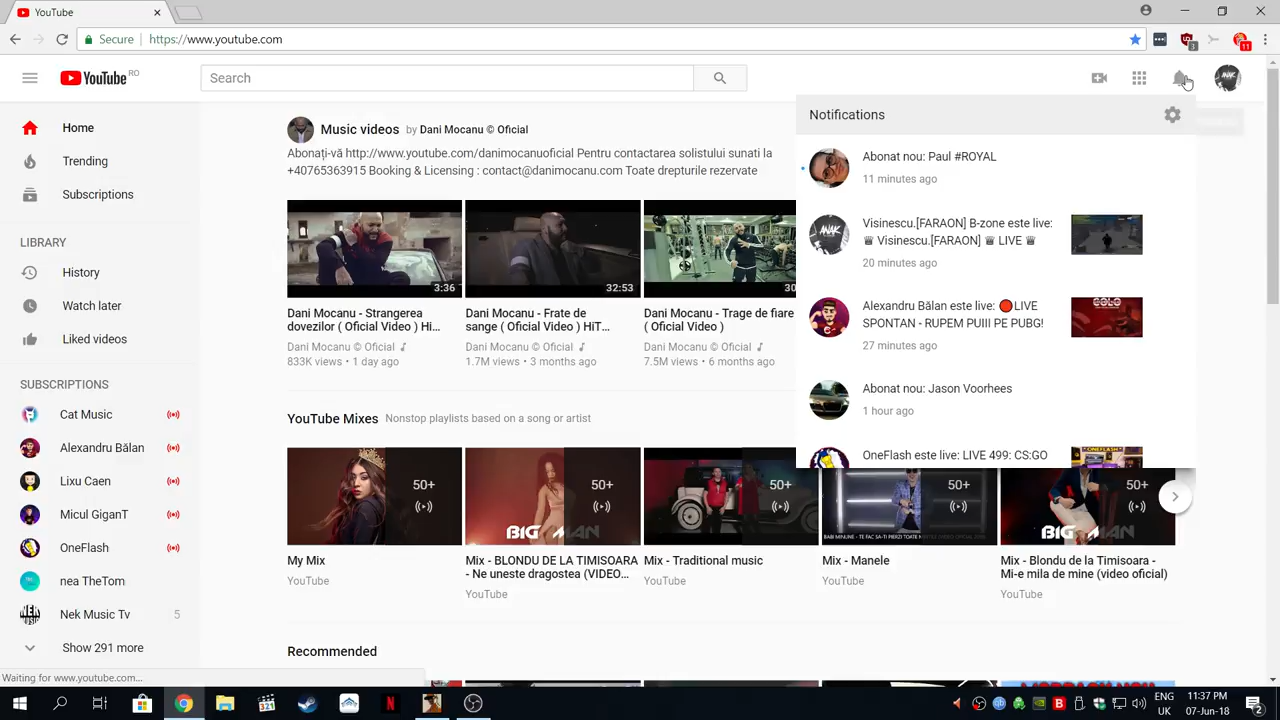 YouTube
Secure
https://www.youtube.com
3
11
YouTube RO
Search
Home
Trending
Subscriptions
LIBRARY
History
Watch later
Liked videos
SUBSCRIPTIONS
Cat Music
Alexandru Bălan
Lixu Caen
Micul GiganT
OneFlash
nea TheTom
Nek Music Tv 5
Show 291 more
Waiting for www.youtube.com...
Music videos by Dani Mocanu © Oficial
Abonați-vă http://www.youtube.com/danimocanuoficial Pentru contactarea solistului sunati la
+40765363915 Booking & Licensing : contact@danimocanu.com Toate drepturile rezervate
3:36
Dani Mocanu - Strangerea
dovezilor ( Oficial Video ) Hi...
Dani Mocanu © Oficial
833K views • 1 day ago
32:53
Dani Mocanu - Frate de
sange ( Oficial Video ) HiT...
Dani Mocanu © Oficial
1.7M views • 3 months ago
30
Dani Mocanu - Trage de fiare
( Oficial Video )
Dani Mocanu © Oficial
7.5M views • 6 months ago
Notifications
Abonat nou: Paul #ROYAL
11 minutes ago
ANAK
Visinescu.[FARAON] B-zone este live:
♕ Visinescu.[FARAON] ♕ LIVE ♕
20 minutes ago
Alexandru Bălan este live: 🔴LIVE
SPONTAN - RUPEM PUIII PE PUBG!
27 minutes ago
SOLO
Abonat nou: Jason Voorhees
1 hour ago
OneFlash este live: LIVE 499: CS:GO
YouTube Mixes Nonstop playlists based on a song or artist
50+
My Mix
YouTube
50+
BIG MAN
Mix - BLONDU DE LA TIMISOARA
- Ne uneste dragostea (VIDEO...
YouTube
50+
Mix - Traditional music
YouTube
50+
Mix - Manele
YouTube
50+
BIG MAN
Mix - Blondu de la Timisoara -
Mi-e mila de mine (video oficial)
YouTube
Recommended
ENG
UK
11:37 PM
07-Jun-18
2